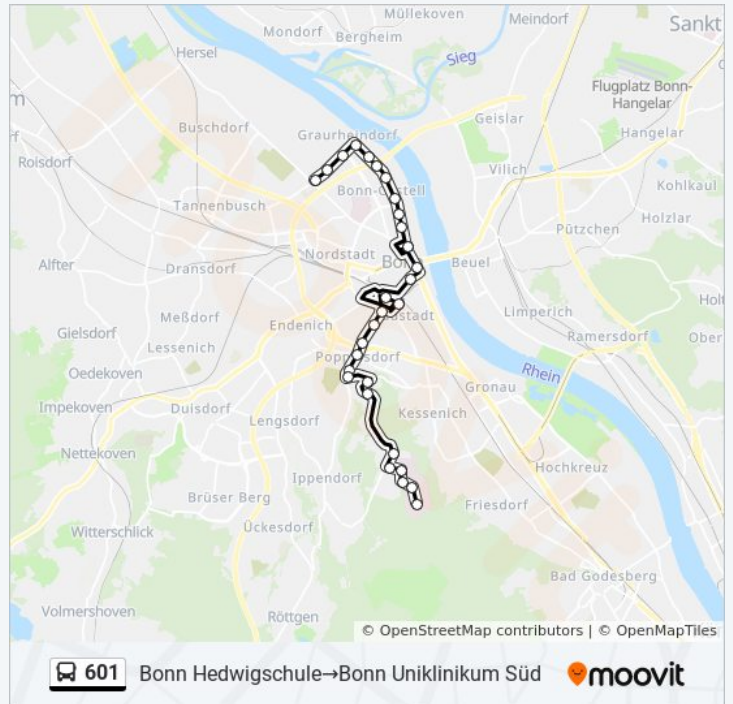 Müllekoven
Meindorf
Mondorf
Bergheim
Sankt
Hersel
Sieg
Flugplatz Bonn-
Hangelar
Buschdorf
Graurheindorf
Geislar
Hangelar
Roisdorf
Vilich
Kohlkaul
Tannenbusch
Bonn-Castell
Holzlar
Pützchen
Nordstadt
Alfter
Dransdorf
Beuel
Meßdorf
Limperich
Gielsdorf
Endenich
Ramersdorf
Lessenich
Poppelsdorf
Oedekoven
Rhein
Gronau
Impekoven
Duisdorf
Kessenich
Lengsdorf
Nettekoven
Hochkreuz
Ippendorf
Brüser Berg
Friesdorf
Ückesdorf
Witterschlick
Bad Godesberg
Volmershoven
Röttgen
© OpenStreetMap contributors | © OpenMapTiles
601 Bonn Hedwigschule→Bonn Uniklinikum Süd moovit